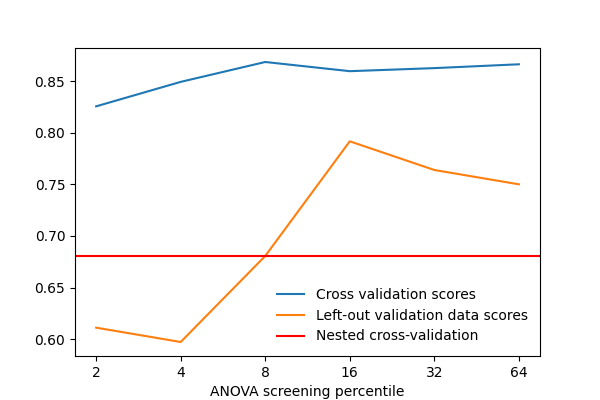 0.85
0.80
0.75
0.70
0.65
0.60
Cross validation scores
Left-out validation data scores
Nested cross-validation
2 4 8 16 32 64
ANOVA screening percentile